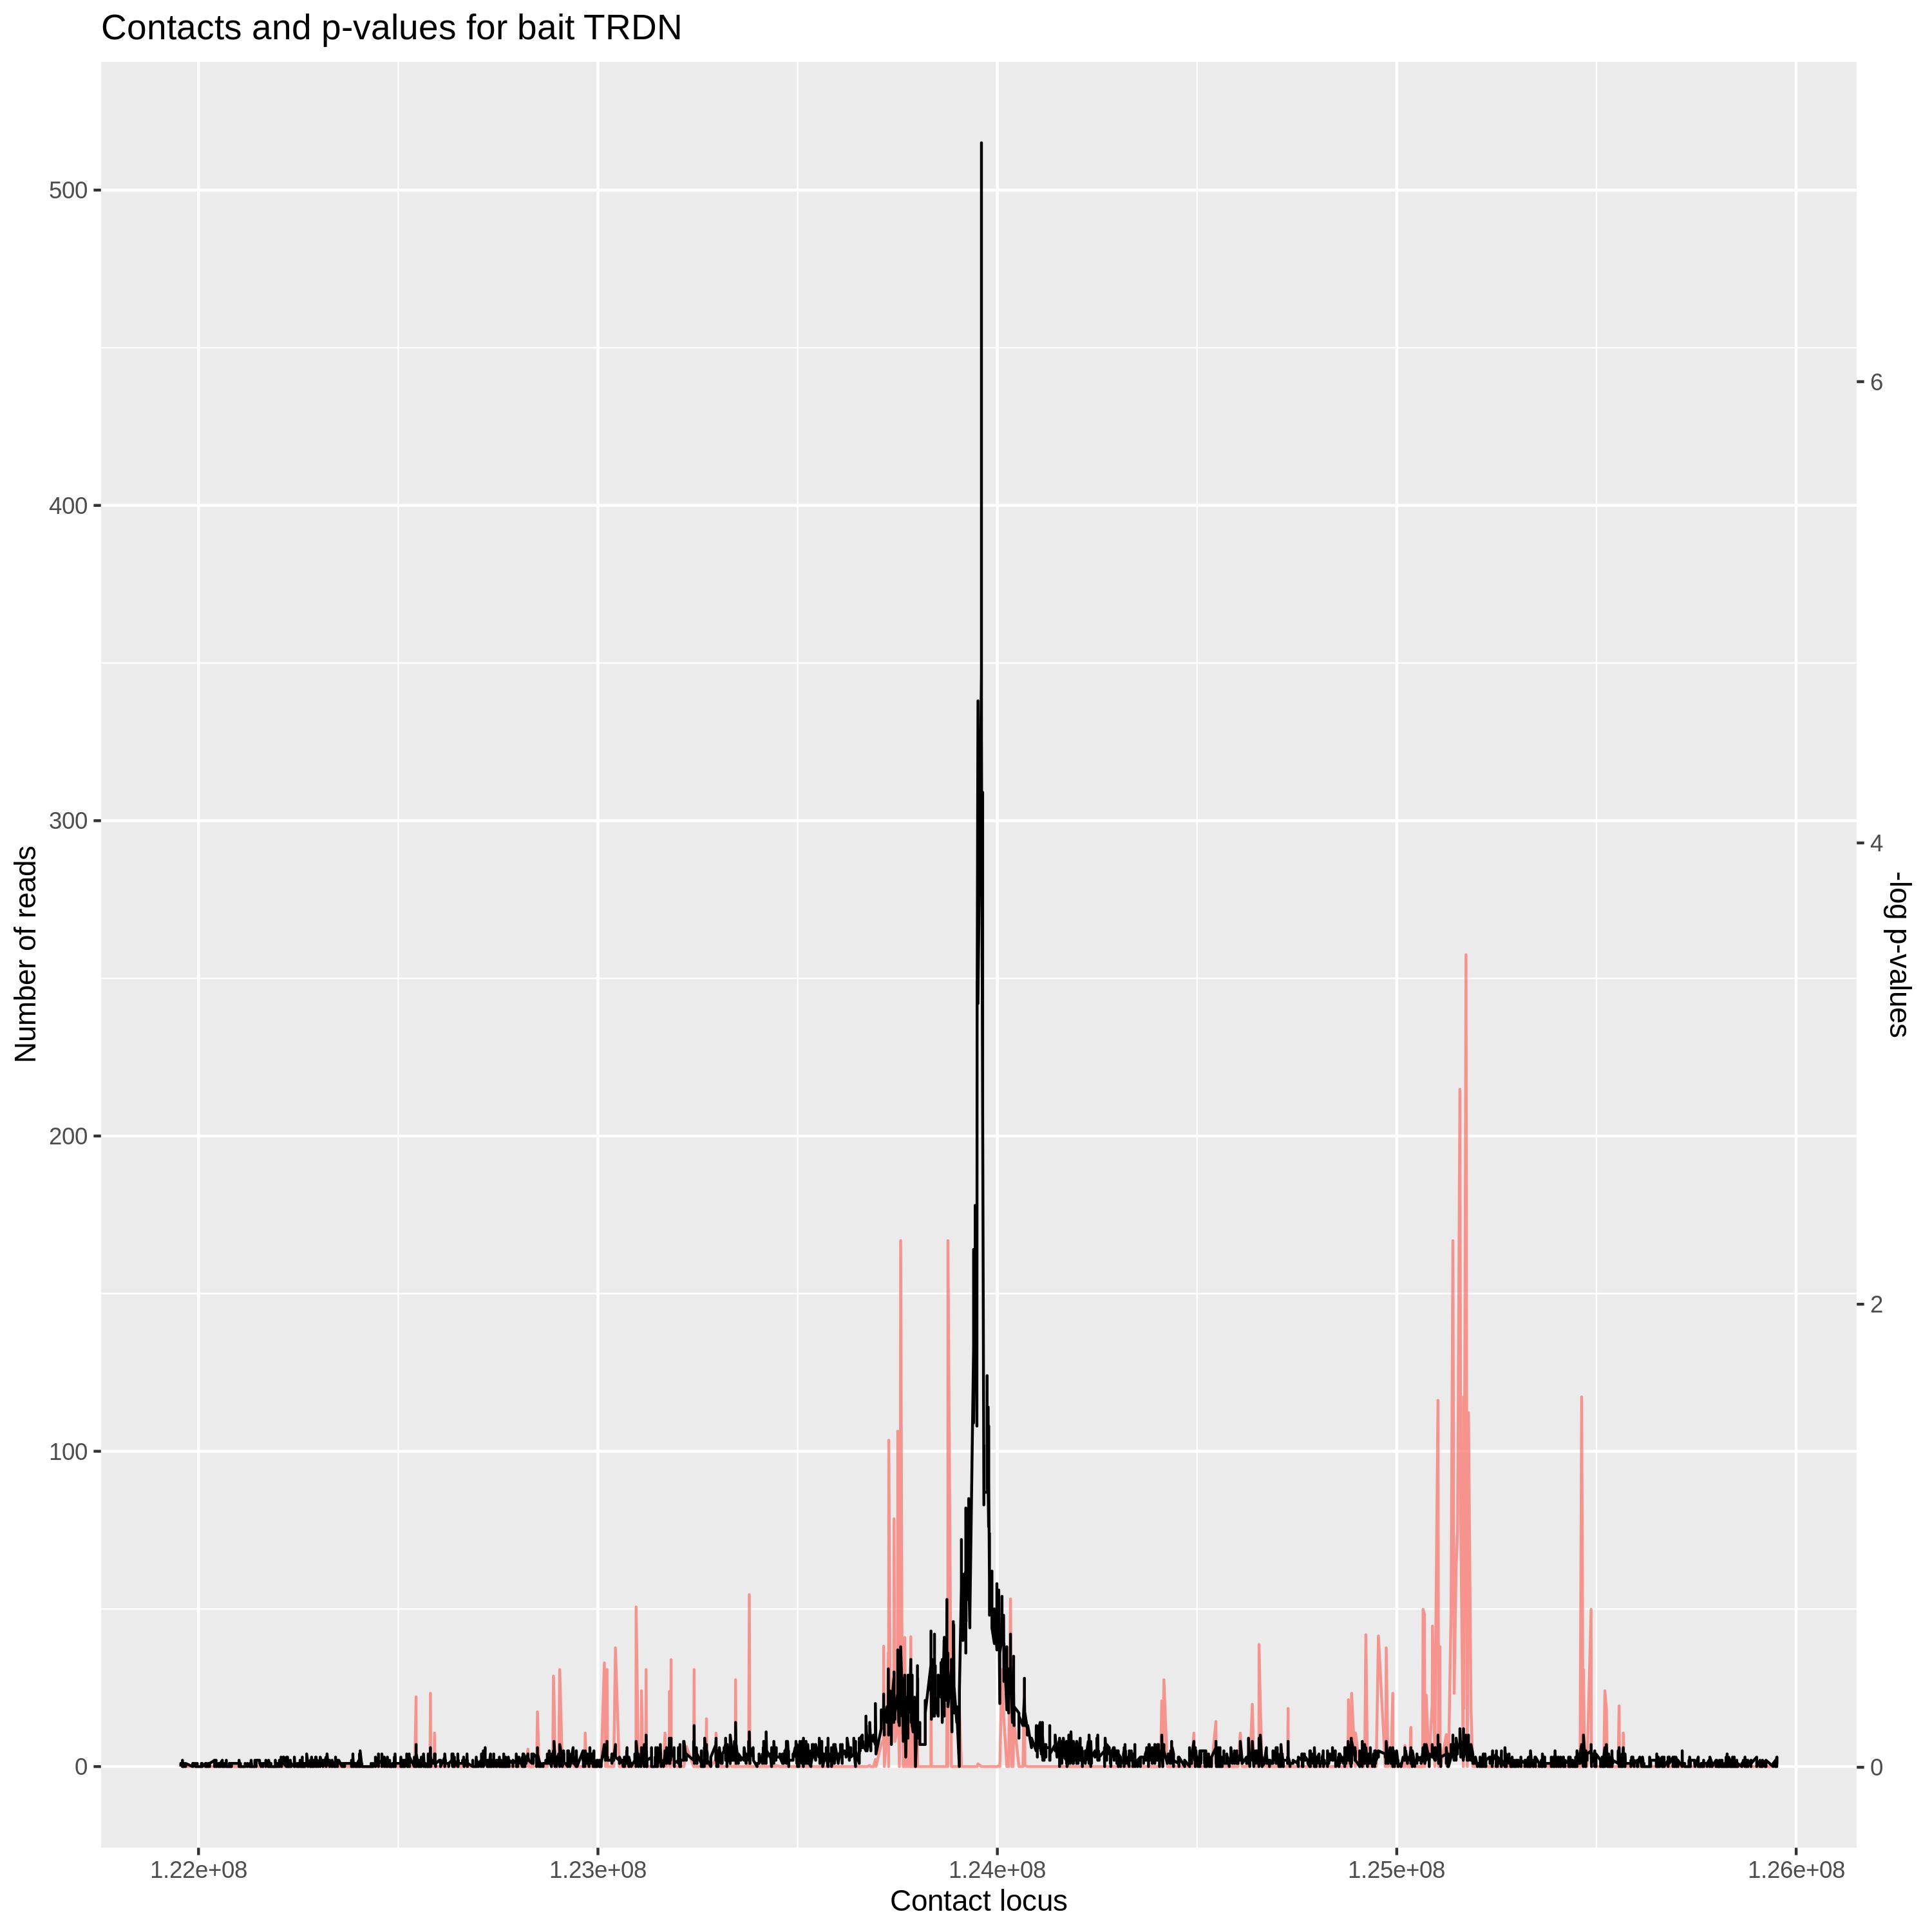 Contacts and p-values for bait TRDN
Number of reads
500
400
300
200
100
0
6
4
2
0
-log p-values
1.22e+08
1.23e+08
1.24e+08
1.25e+08
1.26e+08
Contact locus